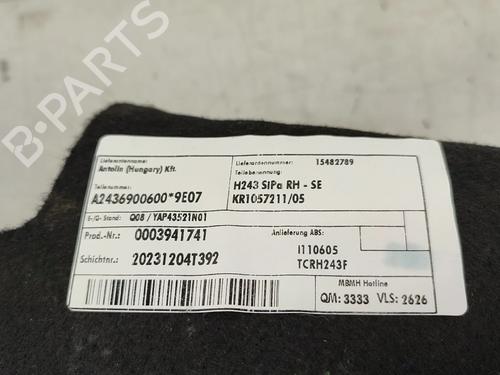 B-PARTS
Lieferantenname:
Antolin (Hungary) Kft.
Lieferantennummer: 15482789
Teilenummer:
A2436900600*9E07
Teilebenennung:
H243 SiPa RH - SE
KR1057211/05
E-/Q- Stand: Q08 / YAP43521N01
Prod.-Nr.: 0003941741
Anlieferung ABS: I110605
TCRH243F
Schichtnr.: 20231204T392
MBMH Hotline
QM: 3333 VLS: 2626